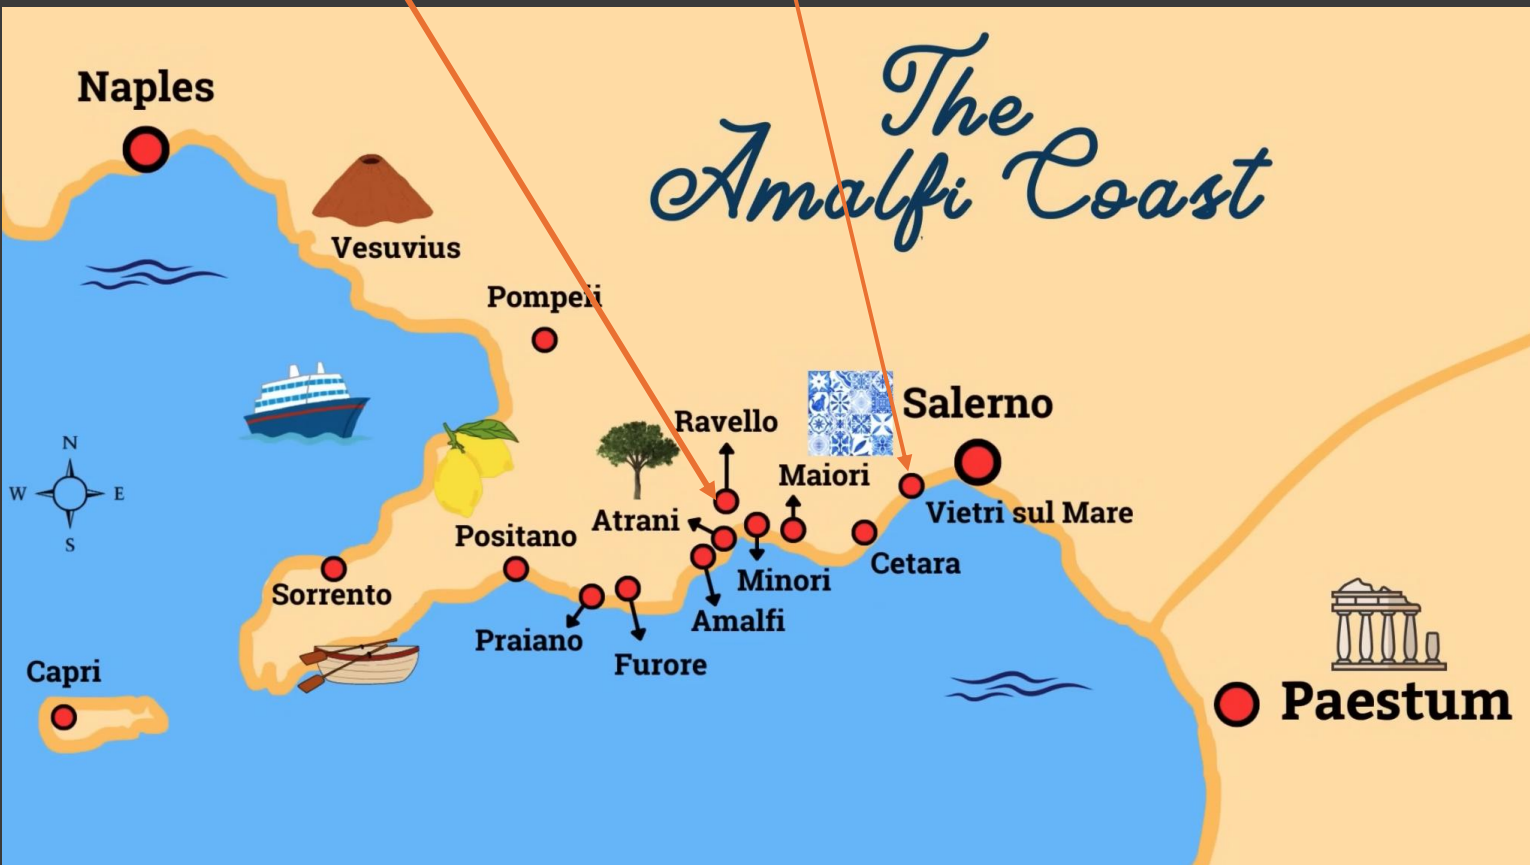 The
Amalfi Coast
Naples
Vesuvius
Pompeii
Ravello
Salerno
Maiori
Atrani
Vietri sul Mare
Positano
Cetara
Minori
Sorrento
Amalfi
Praiano
Furore
Capri
Paestum
N
W
E
S